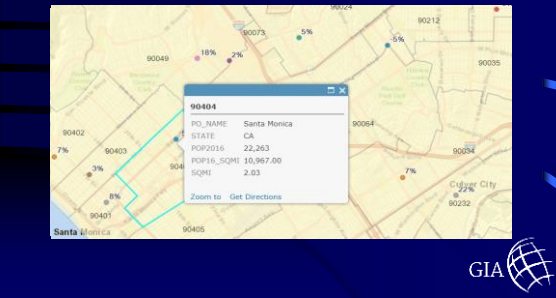 90024
90212
90073
5%
-5%
90049
18%
2%
90035
90404
PO_NAME Santa Monica
STATE CA
POP2016 22,263
POP16_SQMI 10,967.00
SQMI 2.03
Zoom to Get Directions
90402
90064
7%
90403
90034
3%
7%
Culver City
22%
8%
90232
90401
90405
Santa Monica
GIA